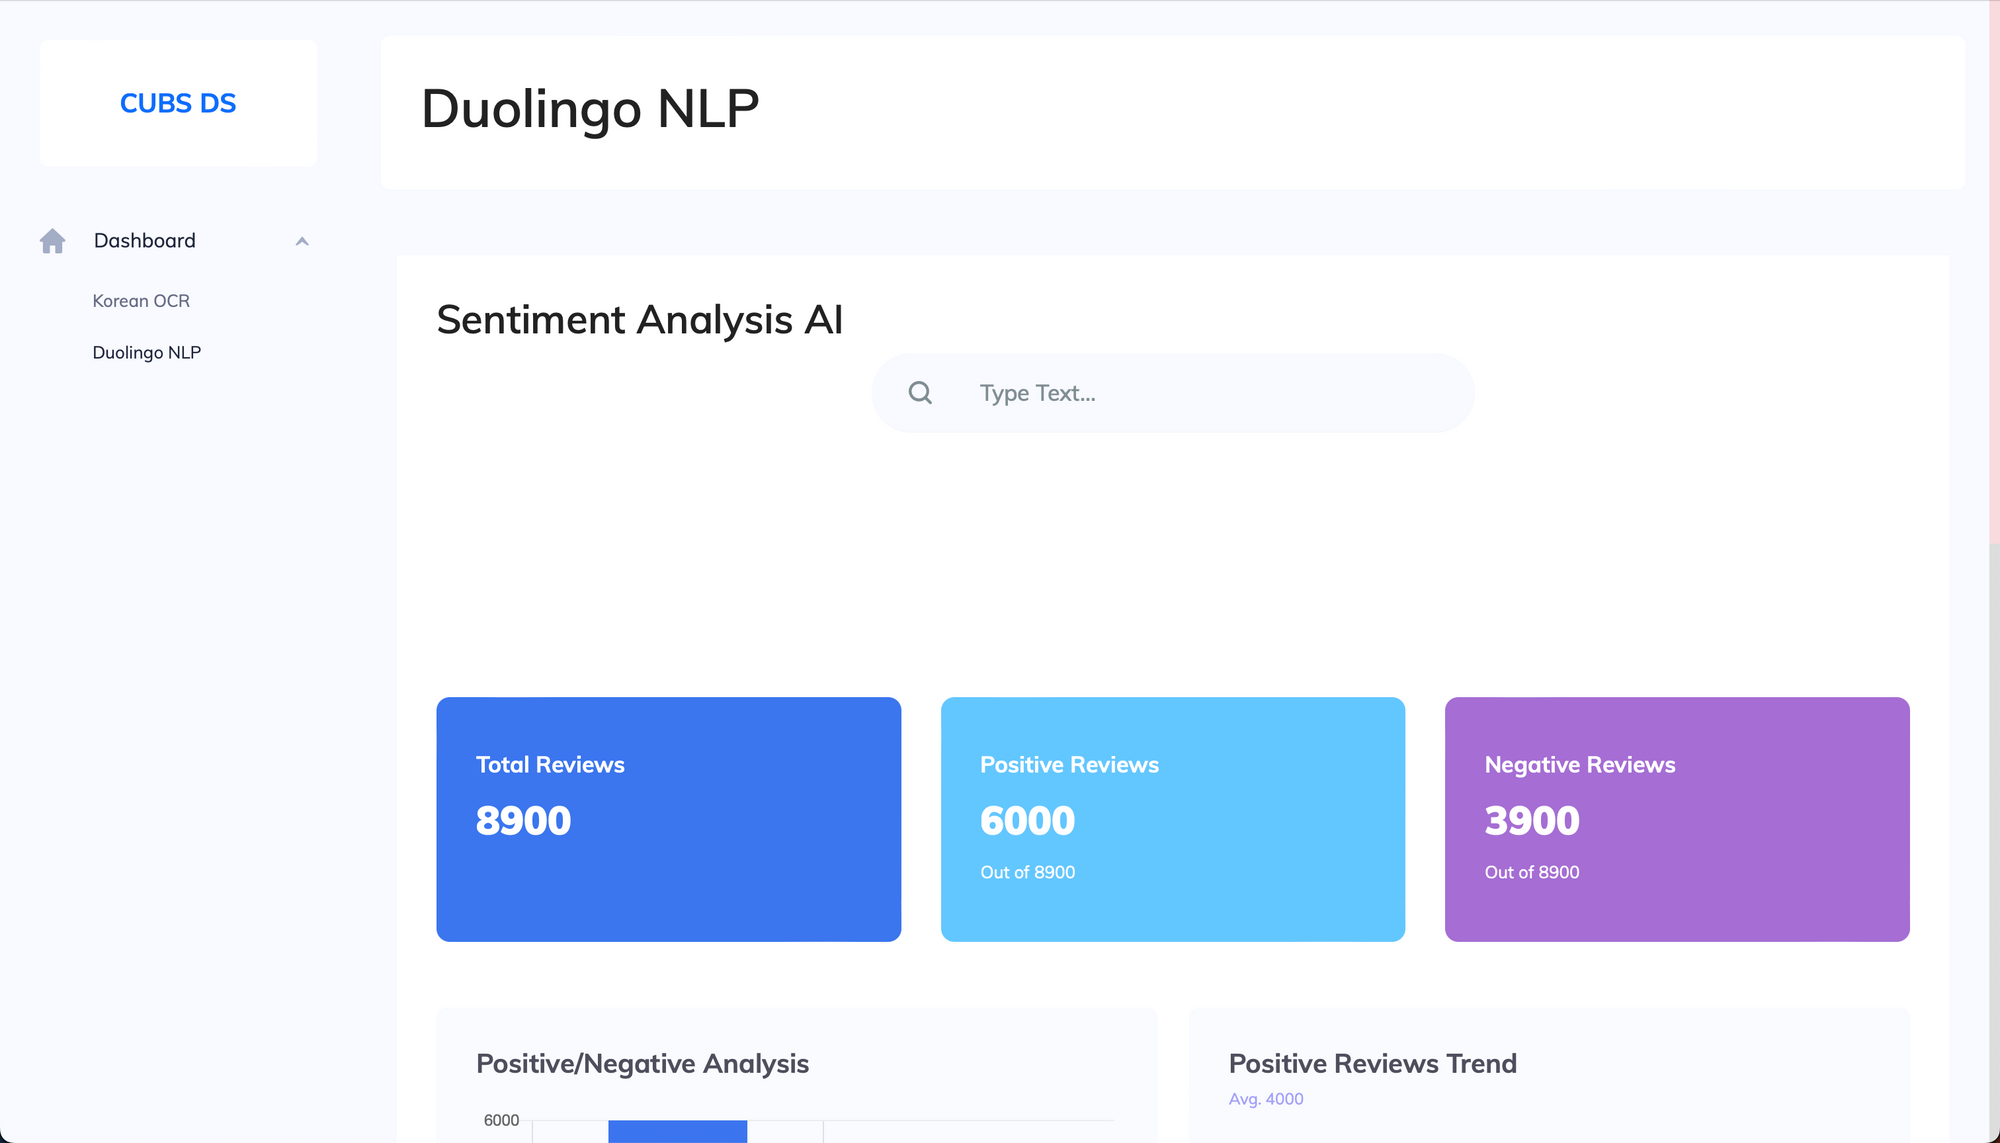 CUBS DS
Dashboard
Korean OCR
Duolingo NLP
Duolingo NLP
Sentiment Analysis AI
Type Text...
Total Reviews
8900
Positive Reviews
6000
Out of 8900
Negative Reviews
3900
Out of 8900
Positive/Negative Analysis
6000
Positive Reviews Trend
Avg. 4000